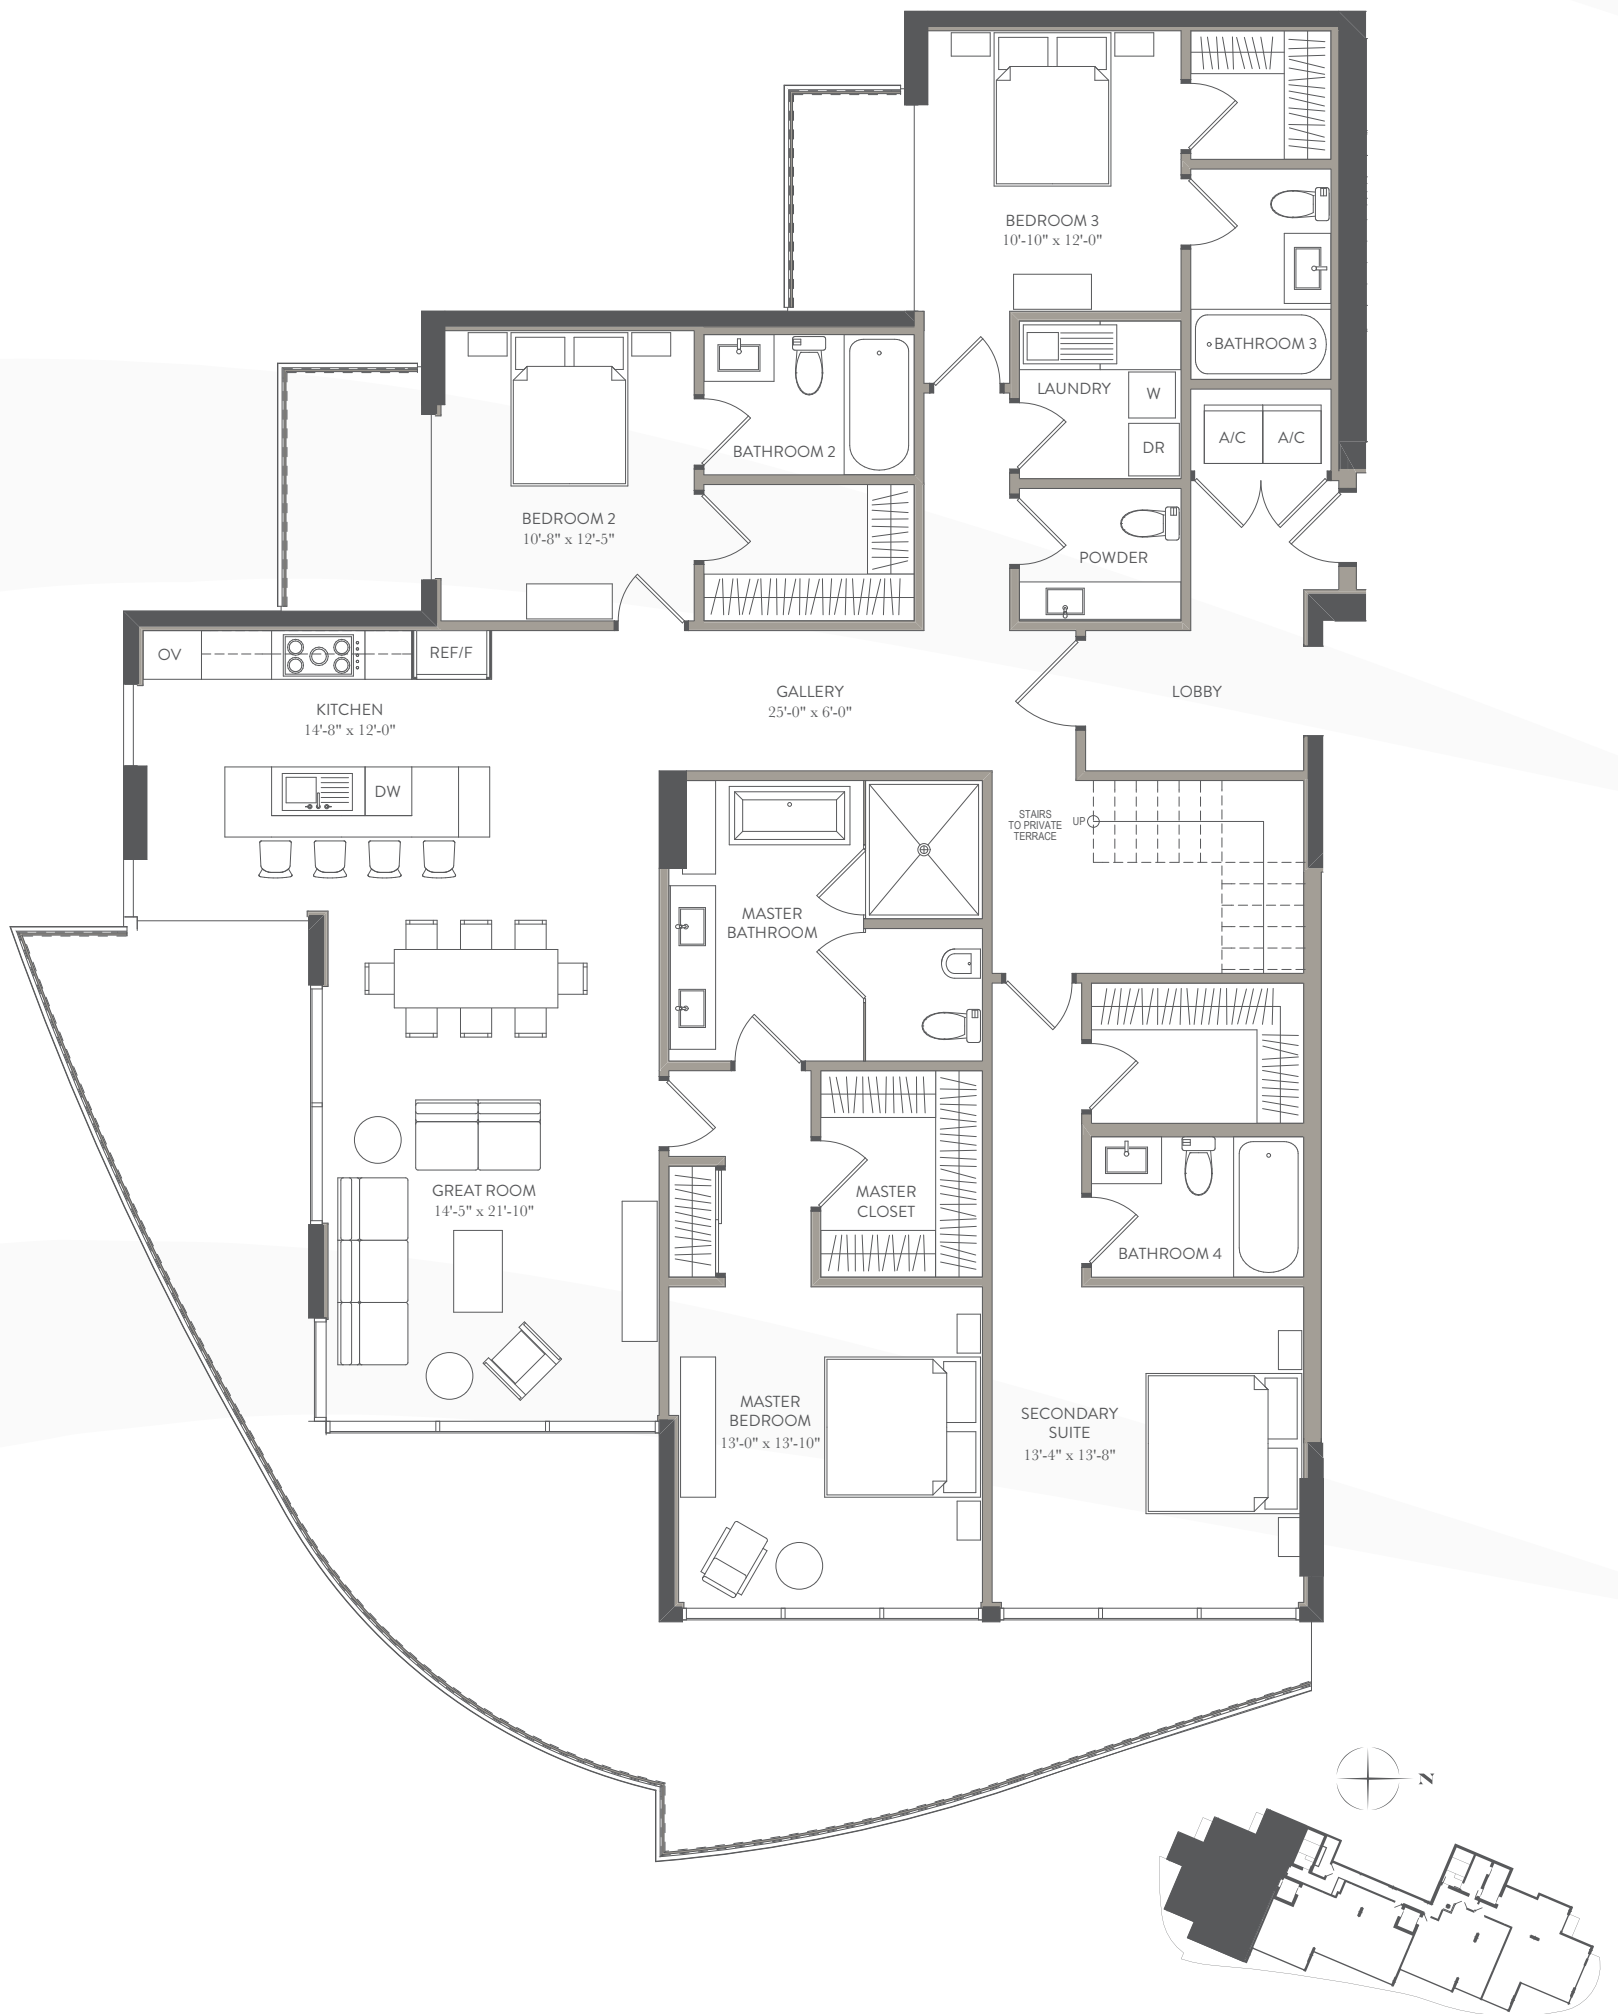 BEDROOM 3
10'-10" x 12'-0"
BATHROOM 3
LAUNDRY
W
DR
A/C
A/C
BATHROOM 2
BEDROOM 2
10'-8" x 12'-5"
POWDER
OV
REF/F
KITCHEN
14'-8" x 12'-0"
GALLERY
25'-0" x 6'-0"
LOBBY
DW
STAIRS
TO PRIVATE
TERRACE
UP
MASTER
BATHROOM
GREAT ROOM
14'-5" x 21'-10"
MASTER
CLOSET
BATHROOM 4
MASTER
BEDROOM
13'-0" x 13'-10"
SECONDARY
SUITE
13'-4" x 13'-8"
N